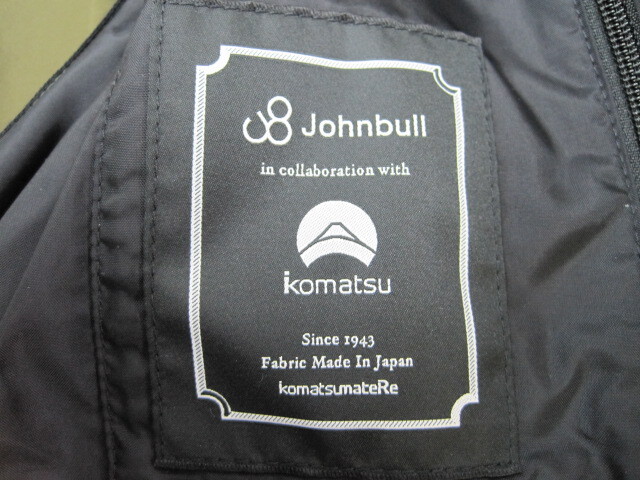 Johnbull
in collaboration with
komatsu
Since 1943
Fabric Made In Japan
komatsumateRe